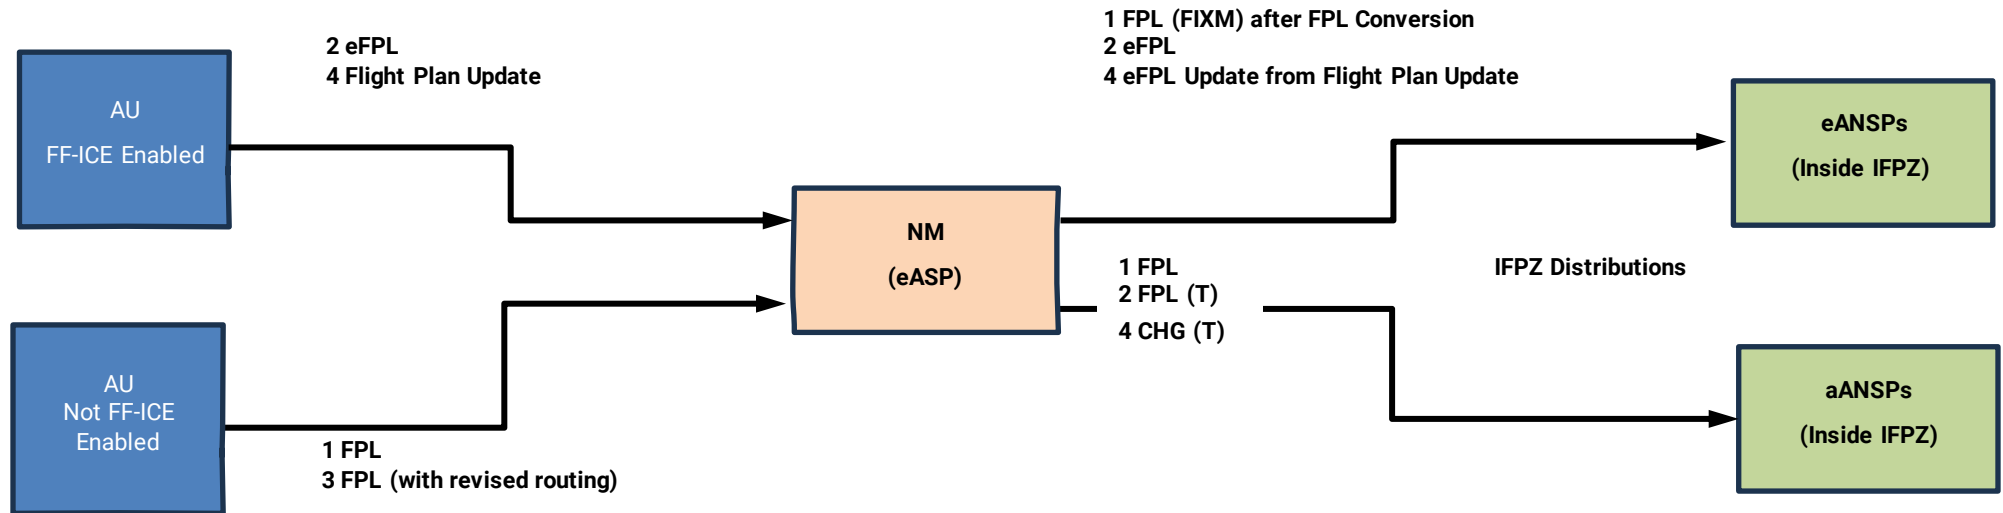 2 eFPL
4 Flight Plan Update
1 FPL (FIXM) after FPL Conversion
2 eFPL
4 eFPL Update from Flight Plan Update
AU
FF-ICE Enabled
eANSPs
(Inside IFPZ)
NM
(eASP)
1 FPL
2 FPL (T)
4 CHG (T)
IFPZ Distributions
AU
Not FF-ICE
Enabled
1 FPL
3 FPL (with revised routing)
aANSPs
(Inside IFPZ)